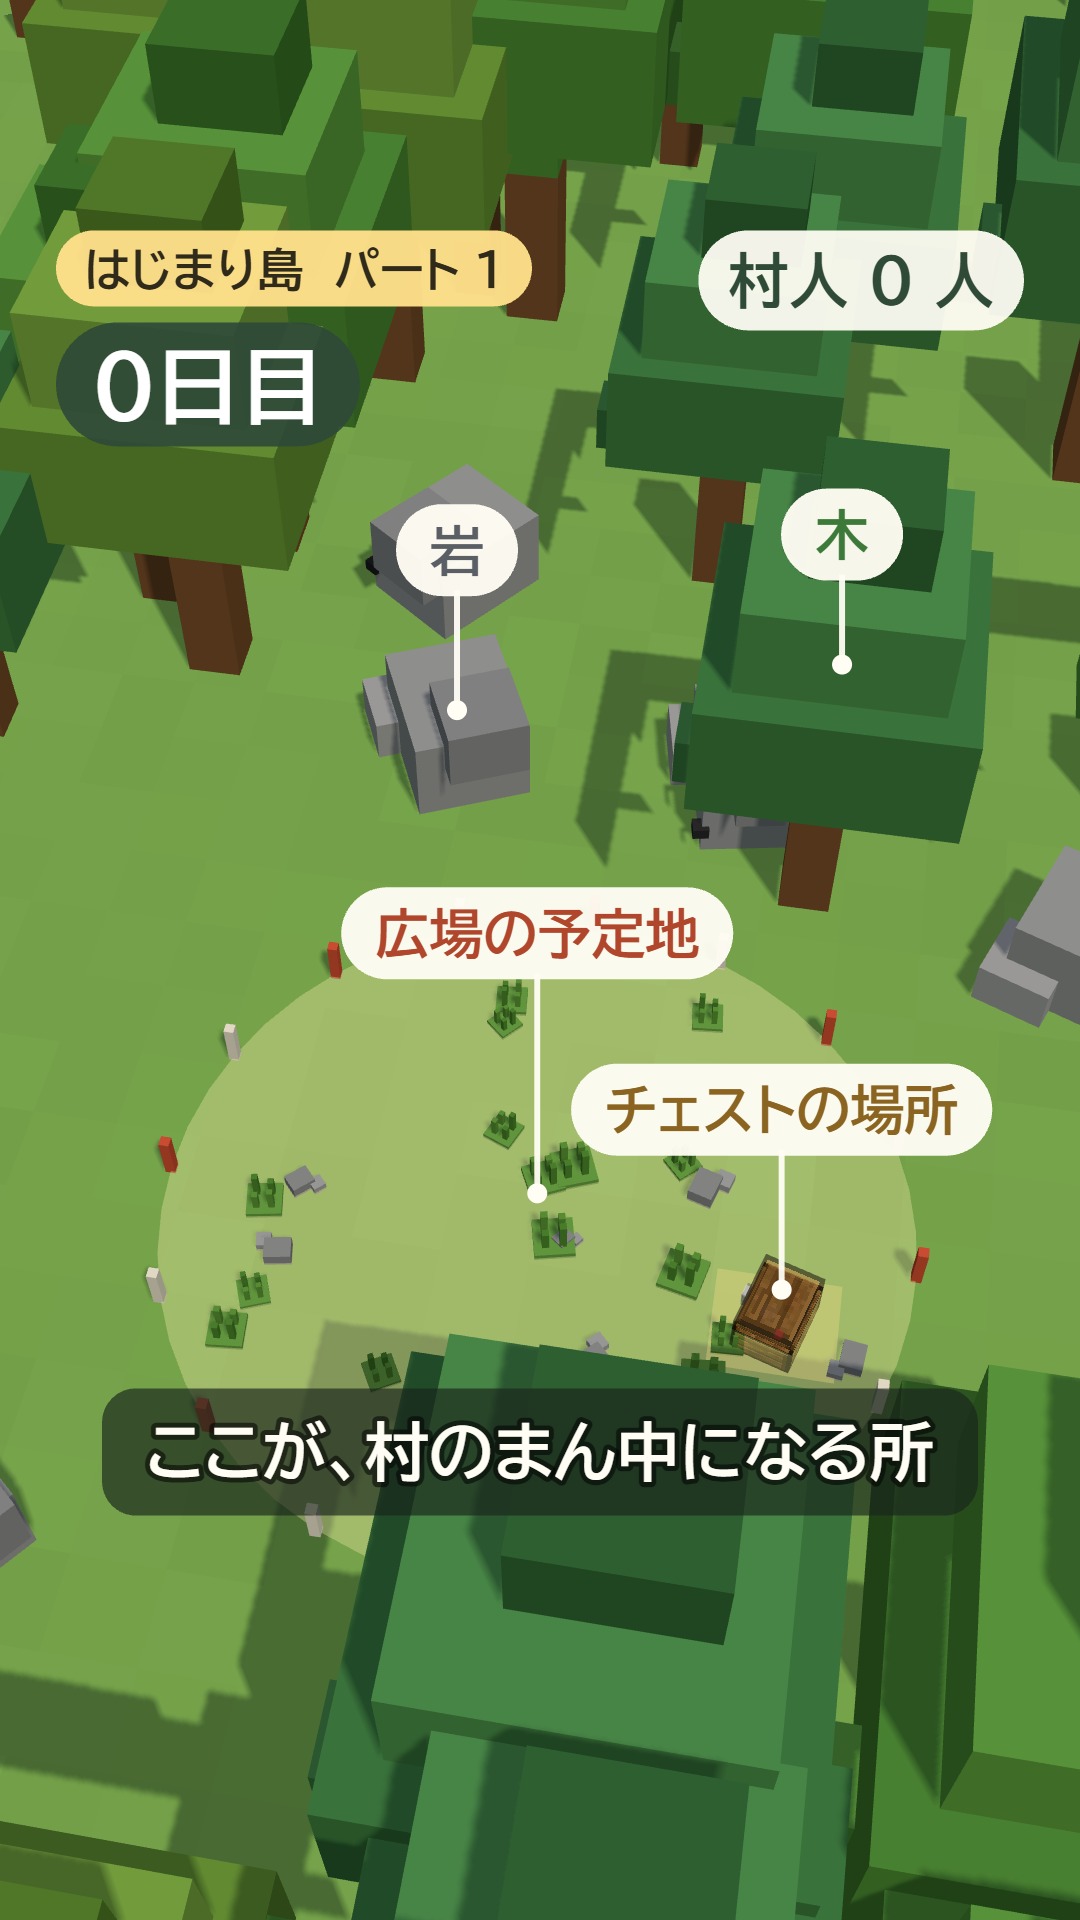 はじまり島　パート 1
村人 0 人
0日目
岩
木
広場の予定地
チェストの場所
ここが、村のまん中になる所